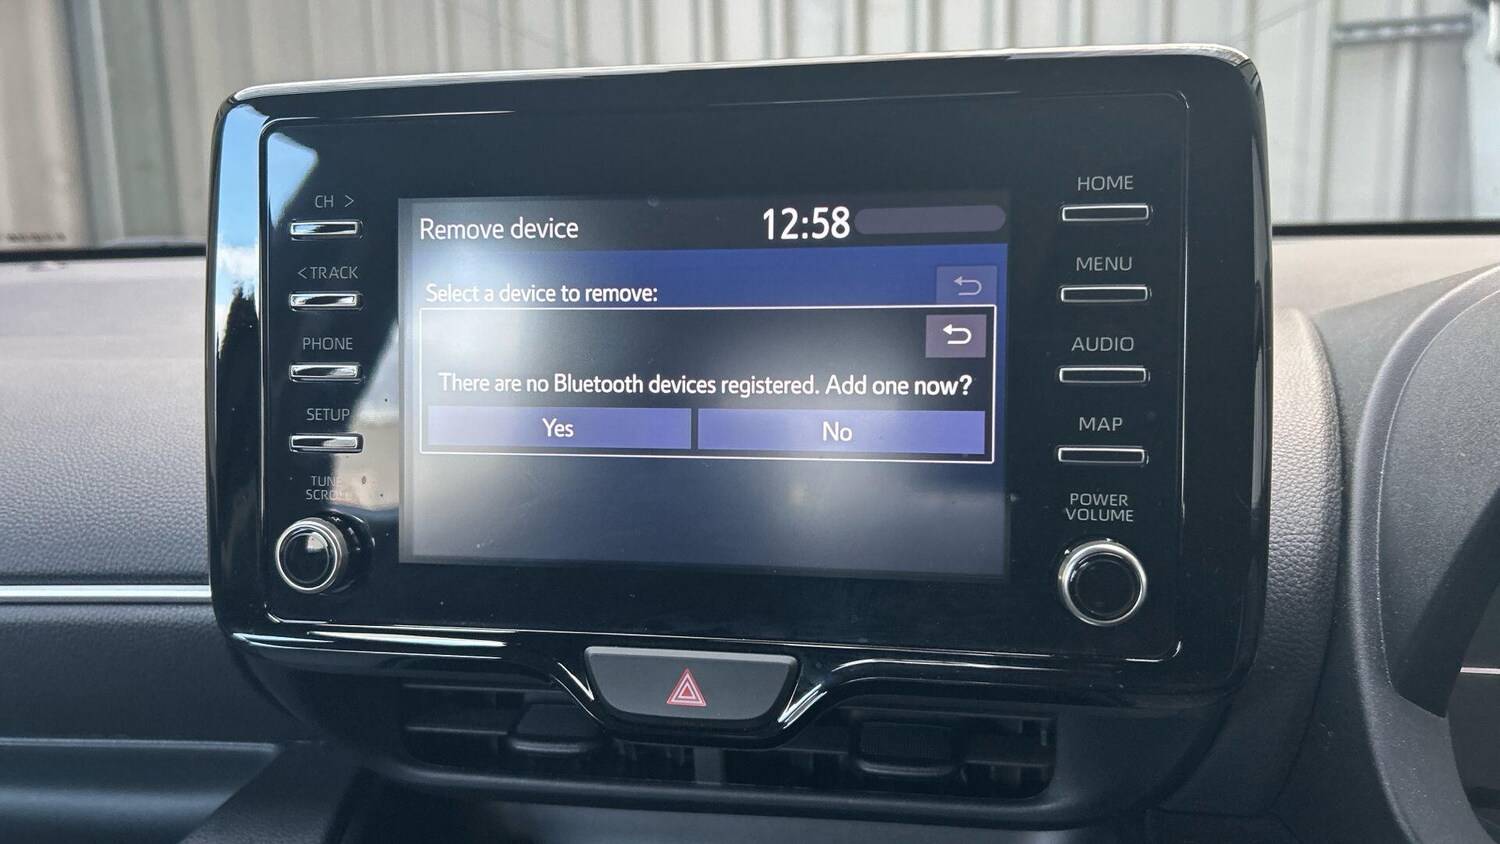 CH >
< TRACK
PHONE
SETUP
TUNE
SCROLL
Remove device
12:58
Select a device to remove:
There are no Bluetooth devices registered. Add one now?
Yes
No
HOME
MENU
AUDIO
MAP
POWER
VOLUME